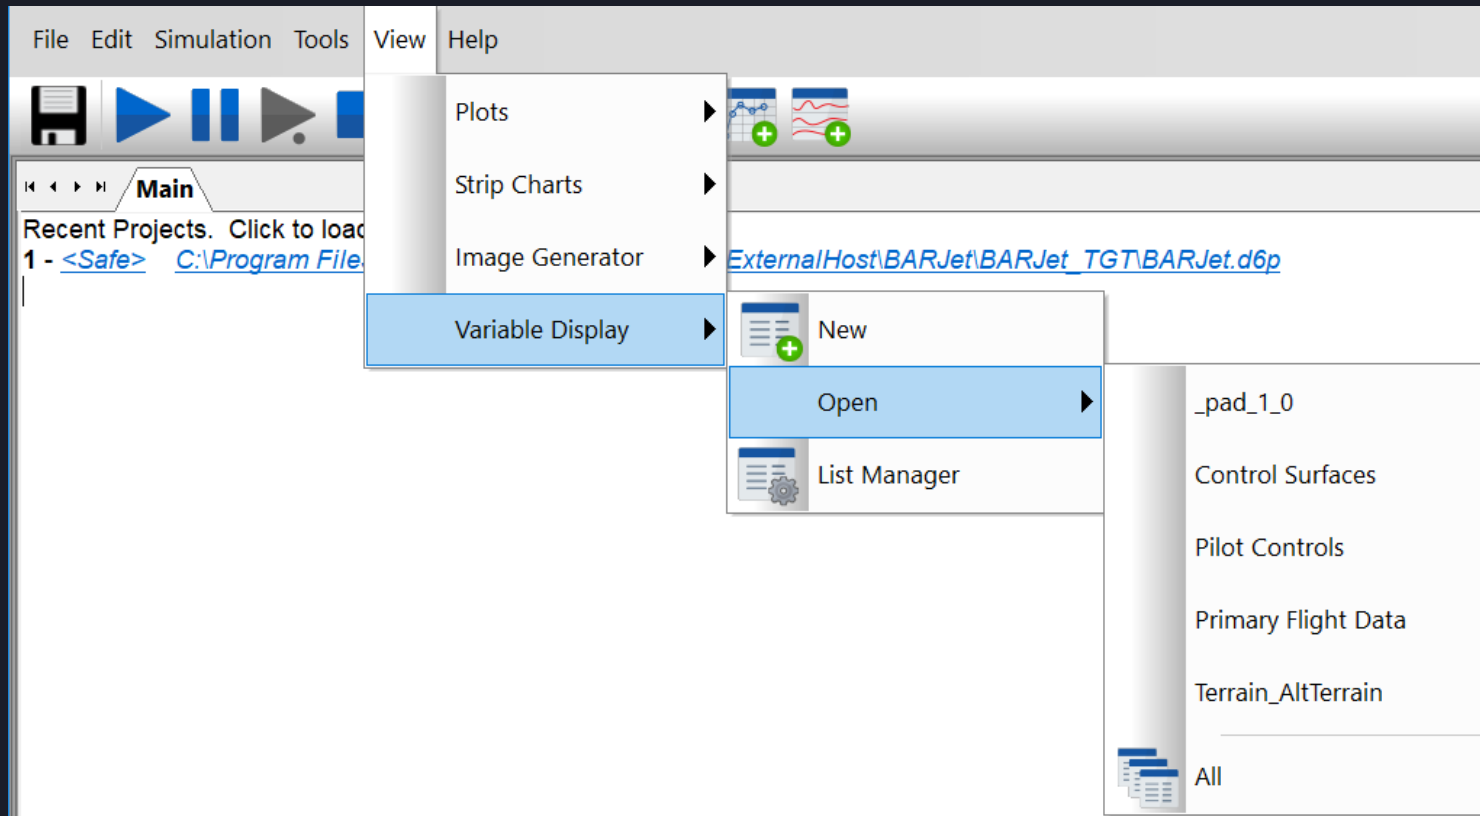 File Edit Simulation Tools View Help
Plots
Strip Charts
Image Generator
Variable Display
Main
Recent Projects. Click to load
1 - <Safe> C:\Program Files ExternalHost\BARJet\BARJet_TGT\BARJet.d6p
New
Open
List Manager
_pad_1_0
Control Surfaces
Pilot Controls
Primary Flight Data
Terrain_AltTerrain
All